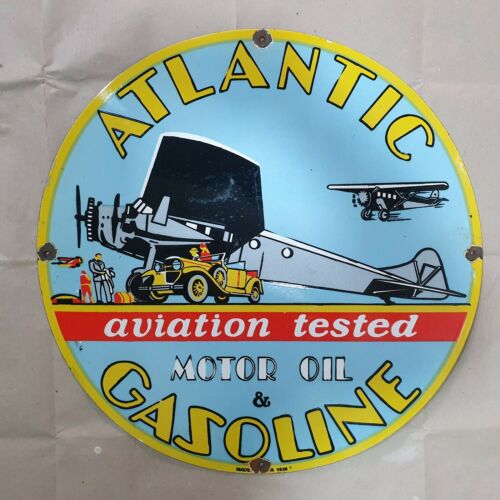 ATLANTIC
aviation tested
MOTOR OIL
&
GASOLINE